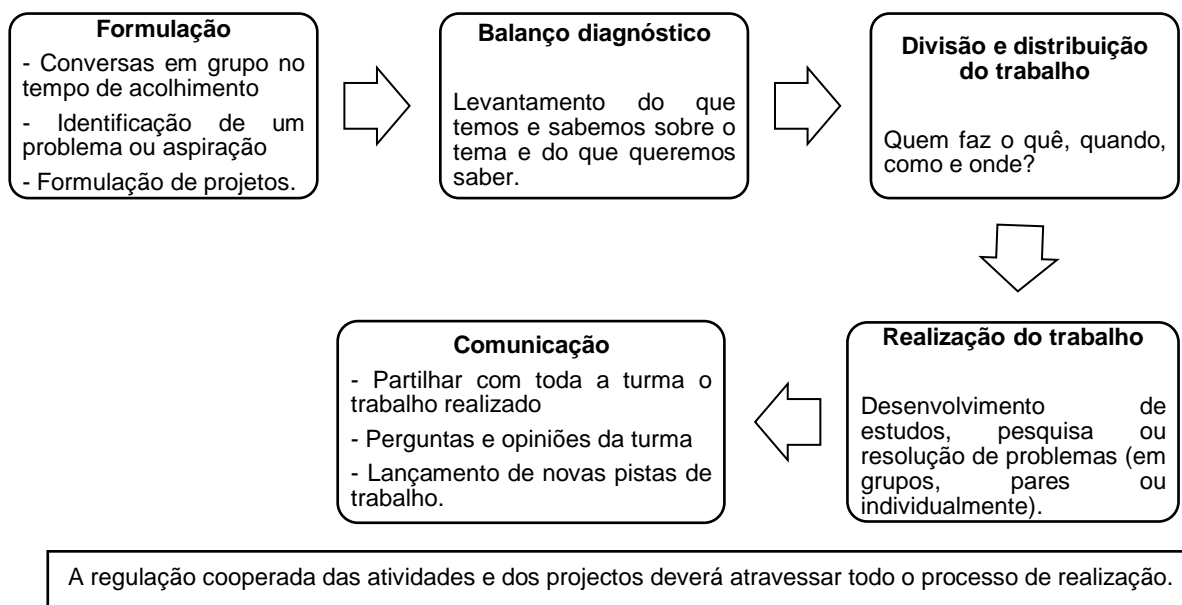 Formulação
- Conversas em grupo no
tempo de acolhimento
- Identificação de um
problema ou aspiração
- Formulação de projetos.
Balanço diagnóstico
Levantamento do que
temos e sabemos sobre o
tema e do que queremos
saber.
Divisão e distribuição
do trabalho
Quem faz o quê, quando,
como e onde?
Realização do trabalho
Desenvolvimento de
estudos, pesquisa ou
resolução de problemas (em
grupos, pares ou
individualmente).
Comunicação
- Partilhar com toda a turma o
trabalho realizado
- Perguntas e opiniões da turma
- Lançamento de novas pistas de
trabalho.
A regulação cooperada das atividades e dos projectos deverá atravessar todo o processo de realização.